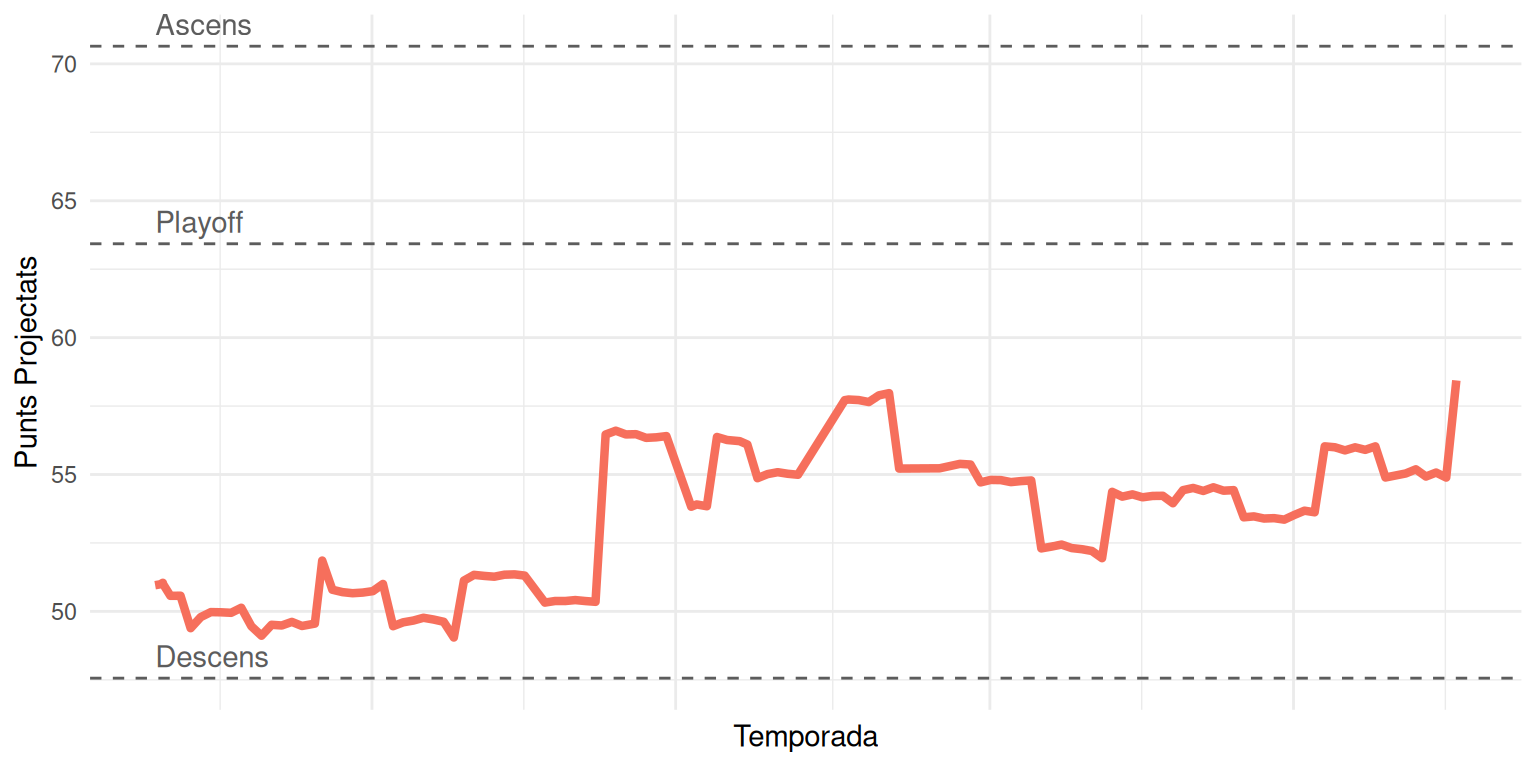 Ascens
70
65
Playoff
Punts Projectats
60
55
50
Descens
Temporada